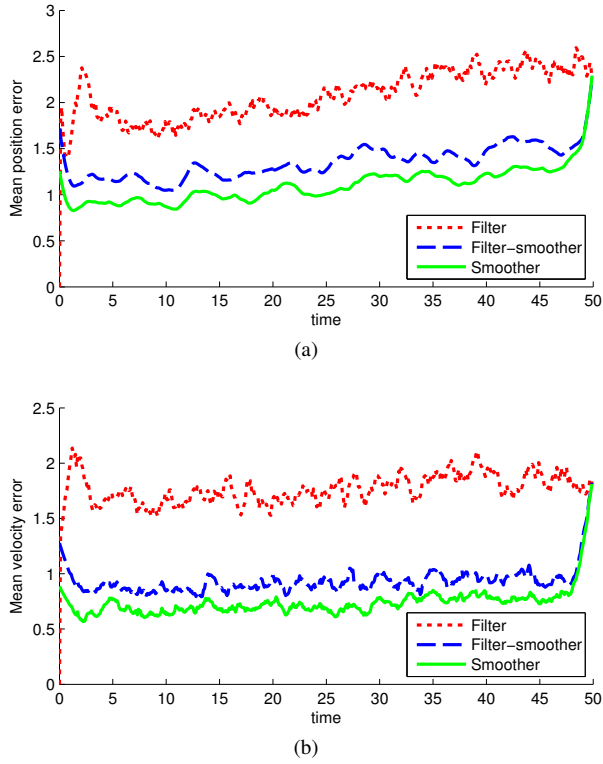 3
2.5
2
1.5
1
0.5
0
Mean position error
Filter
Filter−smoother
Smoother
0 5 10 15 20 25 30 35 40 45 50
time
(a)
2.5
2
1.5
1
0.5
0
Mean velocity error
Filter
Filter−smoother
Smoother
0 5 10 15 20 25 30 35 40 45 50
time
(b)